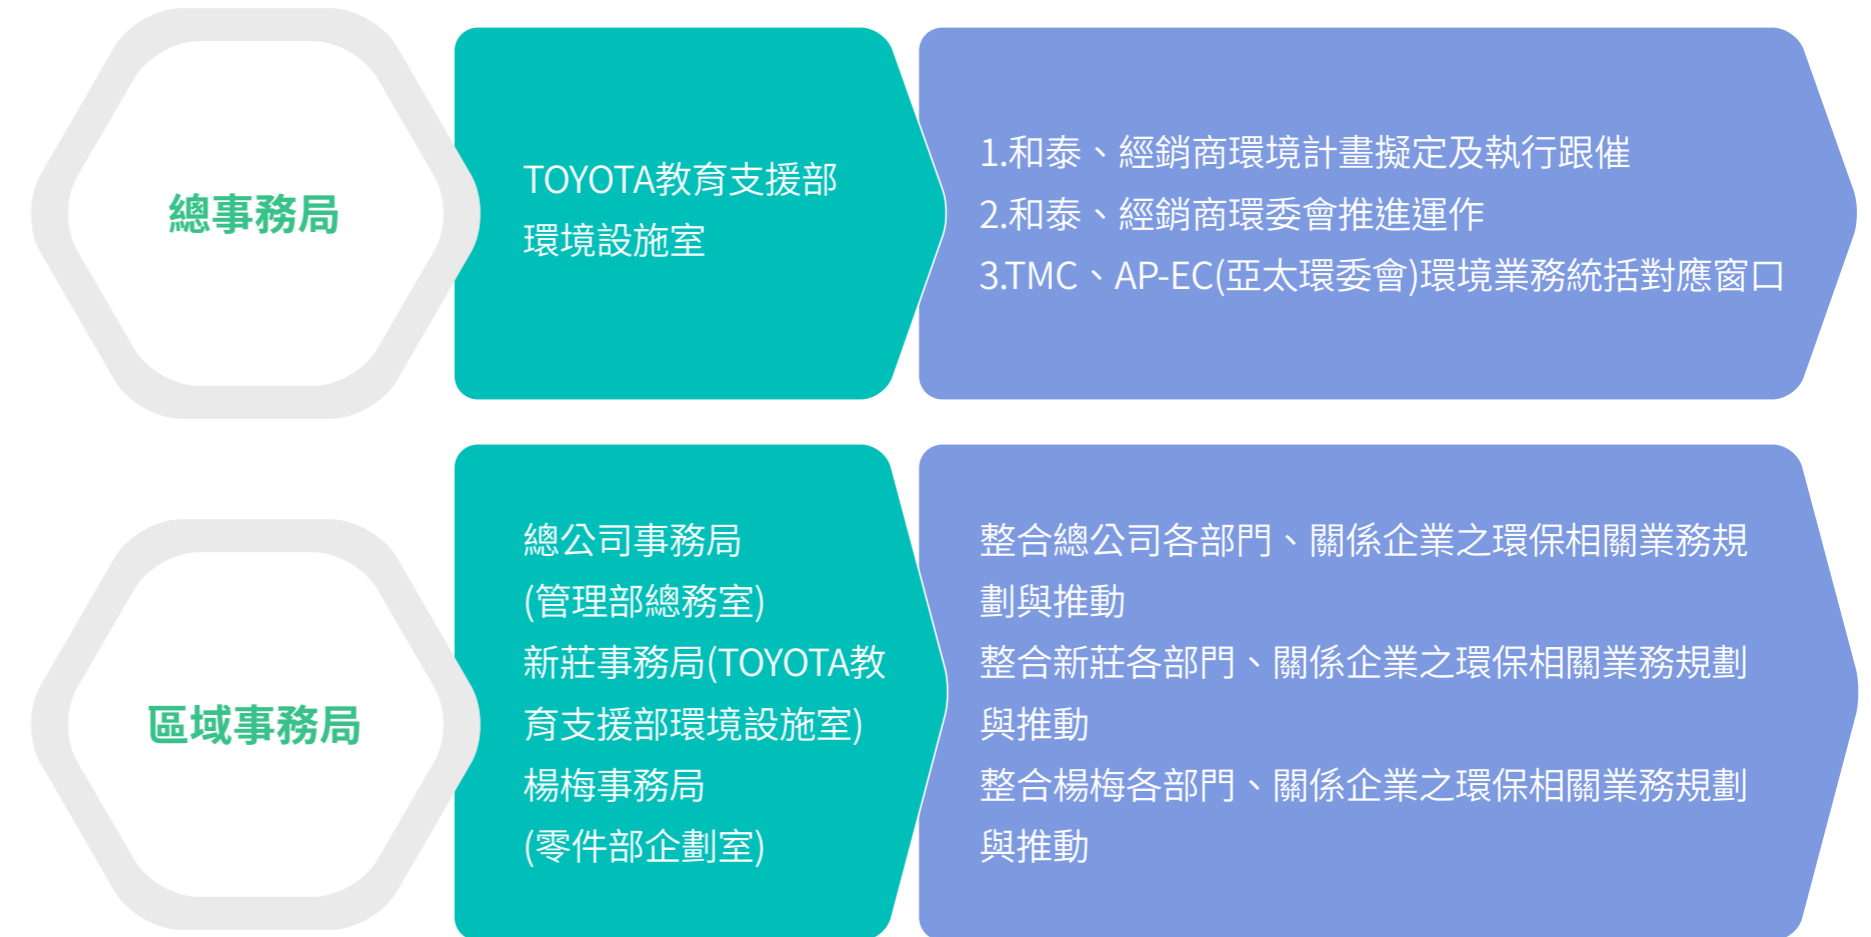 總事務局
TOYOTA教育支援部
環境設施室
1.和泰、經銷商環境計畫擬定及執行跟催
2.和泰、經銷商環委會推進運作
3.TMC、AP-EC(亞太環委會)環境業務統括對應窗口
區域事務局
總公司事務局
(管理部總務室)
新莊事務局(TOYOTA教
育支援部環境設施室)
楊梅事務局
(零件部企劃室)
整合總公司各部門、關係企業之環保相關業務規
劃與推動
整合新莊各部門、關係企業之環保相關業務規劃
與推動
整合楊梅各部門、關係企業之環保相關業務規劃
與推動